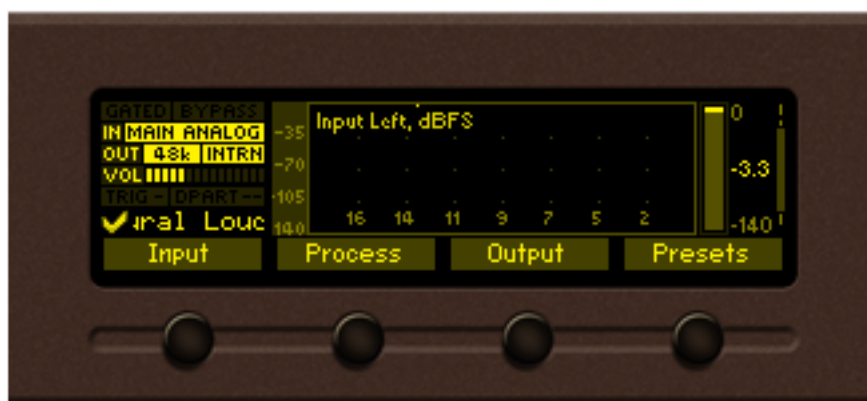 GATED BYPASS
IN MAIN ANALOG
OUT 48k INTRN
VOL
TRIG - DPART --
ıral Louc
Input Left, dBFS
-35
-70
-105
140
16 14 11 9 7 5 2
0
-3.3
-140
Input Process Output Presets